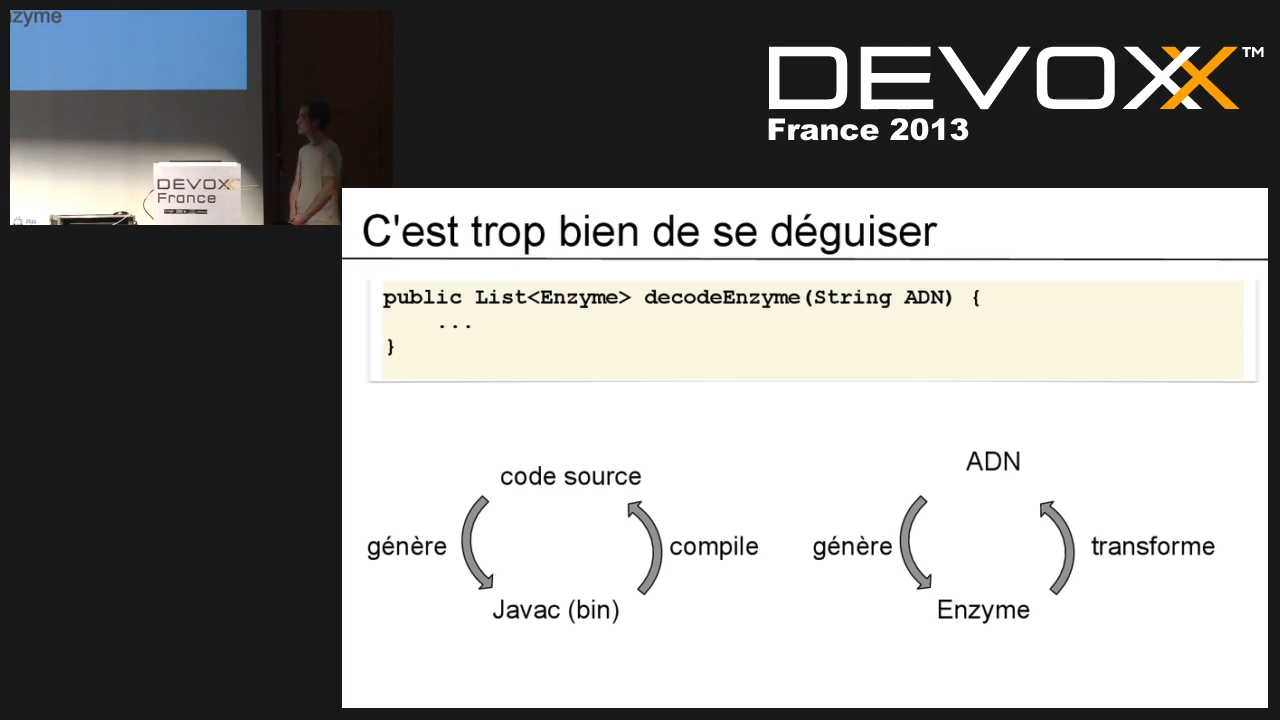 zyme
DEVOXX
France
DEVOXX™
France 2013
C'est trop bien de se déguiser
public List<Enzyme> decodeEnzyme(String ADN) {
...
}
code source
génère
compile
Javac (bin)
ADN
génère
transforme
Enzyme